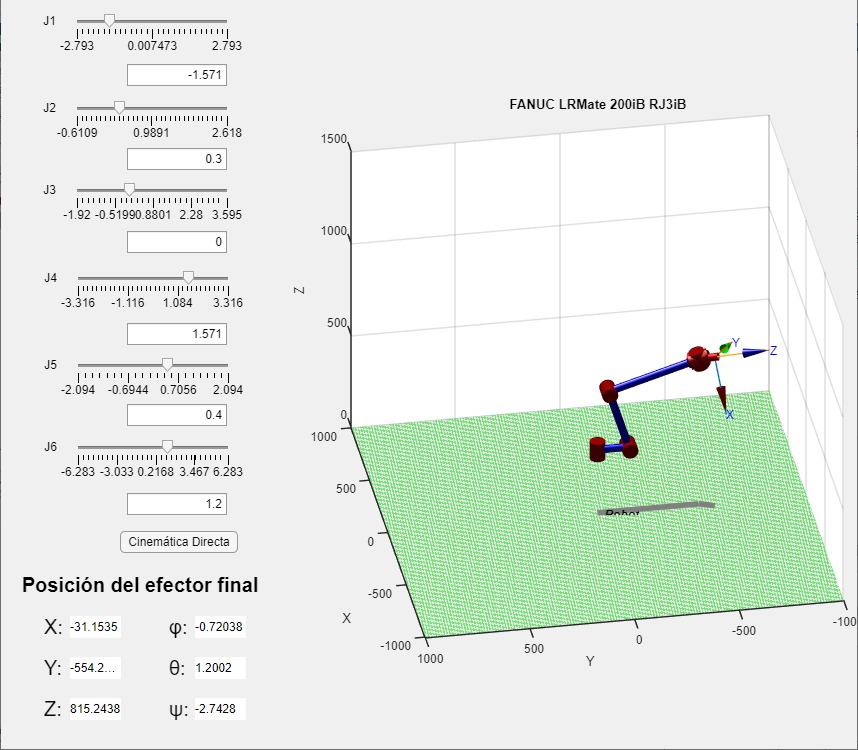 J1
-2.793 0.007473 2.793
-1.571
J2
-0.6109 0.9891 2.618
0.3
J3
-1.92 -0.5199 0.8801 2.28 3.595
0
J4
-3.316 -1.116 1.084 3.316
1.571
J5
-2.094 -0.6944 0.7056 2.094
0.4
J6
-6.283 -3.033 0.2168 3.467 6.283
1.2
Cinemática Directa
Posición del efector final
X: -31.1535 φ: -0.72038
Y: -554.2... θ: 1.2002
Z: 815.2438 ψ: -2.7428
FANUC LRMate 200iB RJ3iB
1500
1000
Z
500
0
Y
Z
X
1000
500
0
-500
X
-1000
Robot
1000 500 0 -500 -100
Y